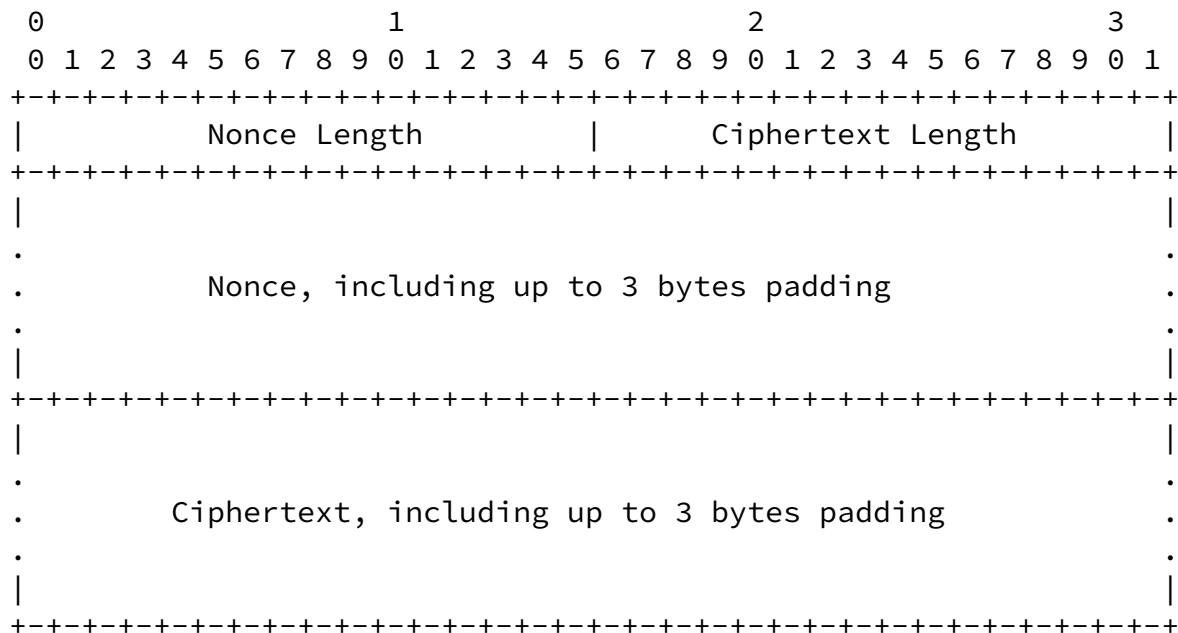 0                   1                   2                   3
 0 1 2 3 4 5 6 7 8 9 0 1 2 3 4 5 6 7 8 9 0 1 2 3 4 5 6 7 8 9 0 1
+-+-+-+-+-+-+-+-+-+-+-+-+-+-+-+-+-+-+-+-+-+-+-+-+-+-+-+-+-+-+-+-+
|          Nonce Length         |      Ciphertext Length        |
+-+-+-+-+-+-+-+-+-+-+-+-+-+-+-+-+-+-+-+-+-+-+-+-+-+-+-+-+-+-+-+-+
|                                                               |
.                                                               .
.          Nonce, including up to 3 bytes padding               .
.                                                               .
|                                                               |
+-+-+-+-+-+-+-+-+-+-+-+-+-+-+-+-+-+-+-+-+-+-+-+-+-+-+-+-+-+-+-+-+
|                                                               |
.                                                               .
.        Ciphertext, including up to 3 bytes padding            .
.                                                               .
|                                                               |
+-+-+-+-+-+-+-+-+-+-+-+-+-+-+-+-+-+-+-+-+-+-+-+-+-+-+-+-+-+-+-+-+